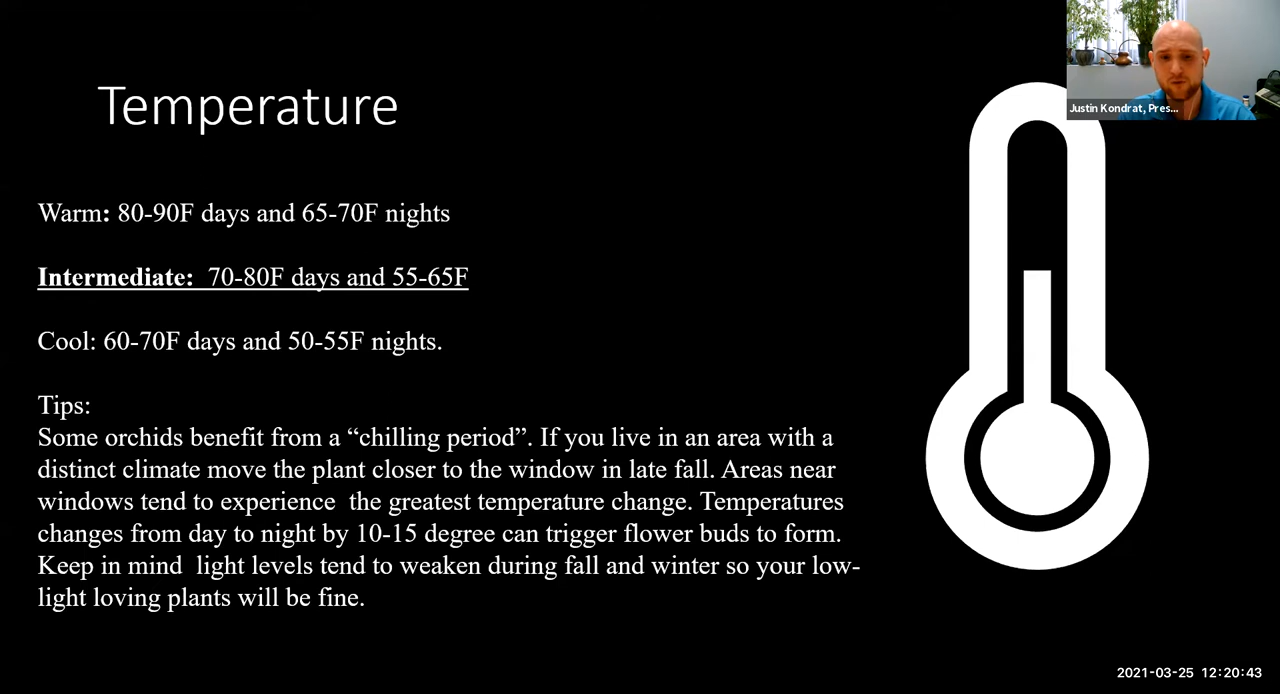 Temperature
Justin Kondrat, Pres...
Warm: 80-90F days and 65-70F nights
Intermediate:  70-80F days and 55-65F
Cool: 60-70F days and 50-55F nights.
Tips:
Some orchids benefit from a “chilling period”. If you live in an area with a
distinct climate move the plant closer to the window in late fall. Areas near
windows tend to experience  the greatest temperature change. Temperatures
changes from day to night by 10-15 degree can trigger flower buds to form.
Keep in mind  light levels tend to weaken during fall and winter so your low-
light loving plants will be fine.
2021-03-25 12:20:43